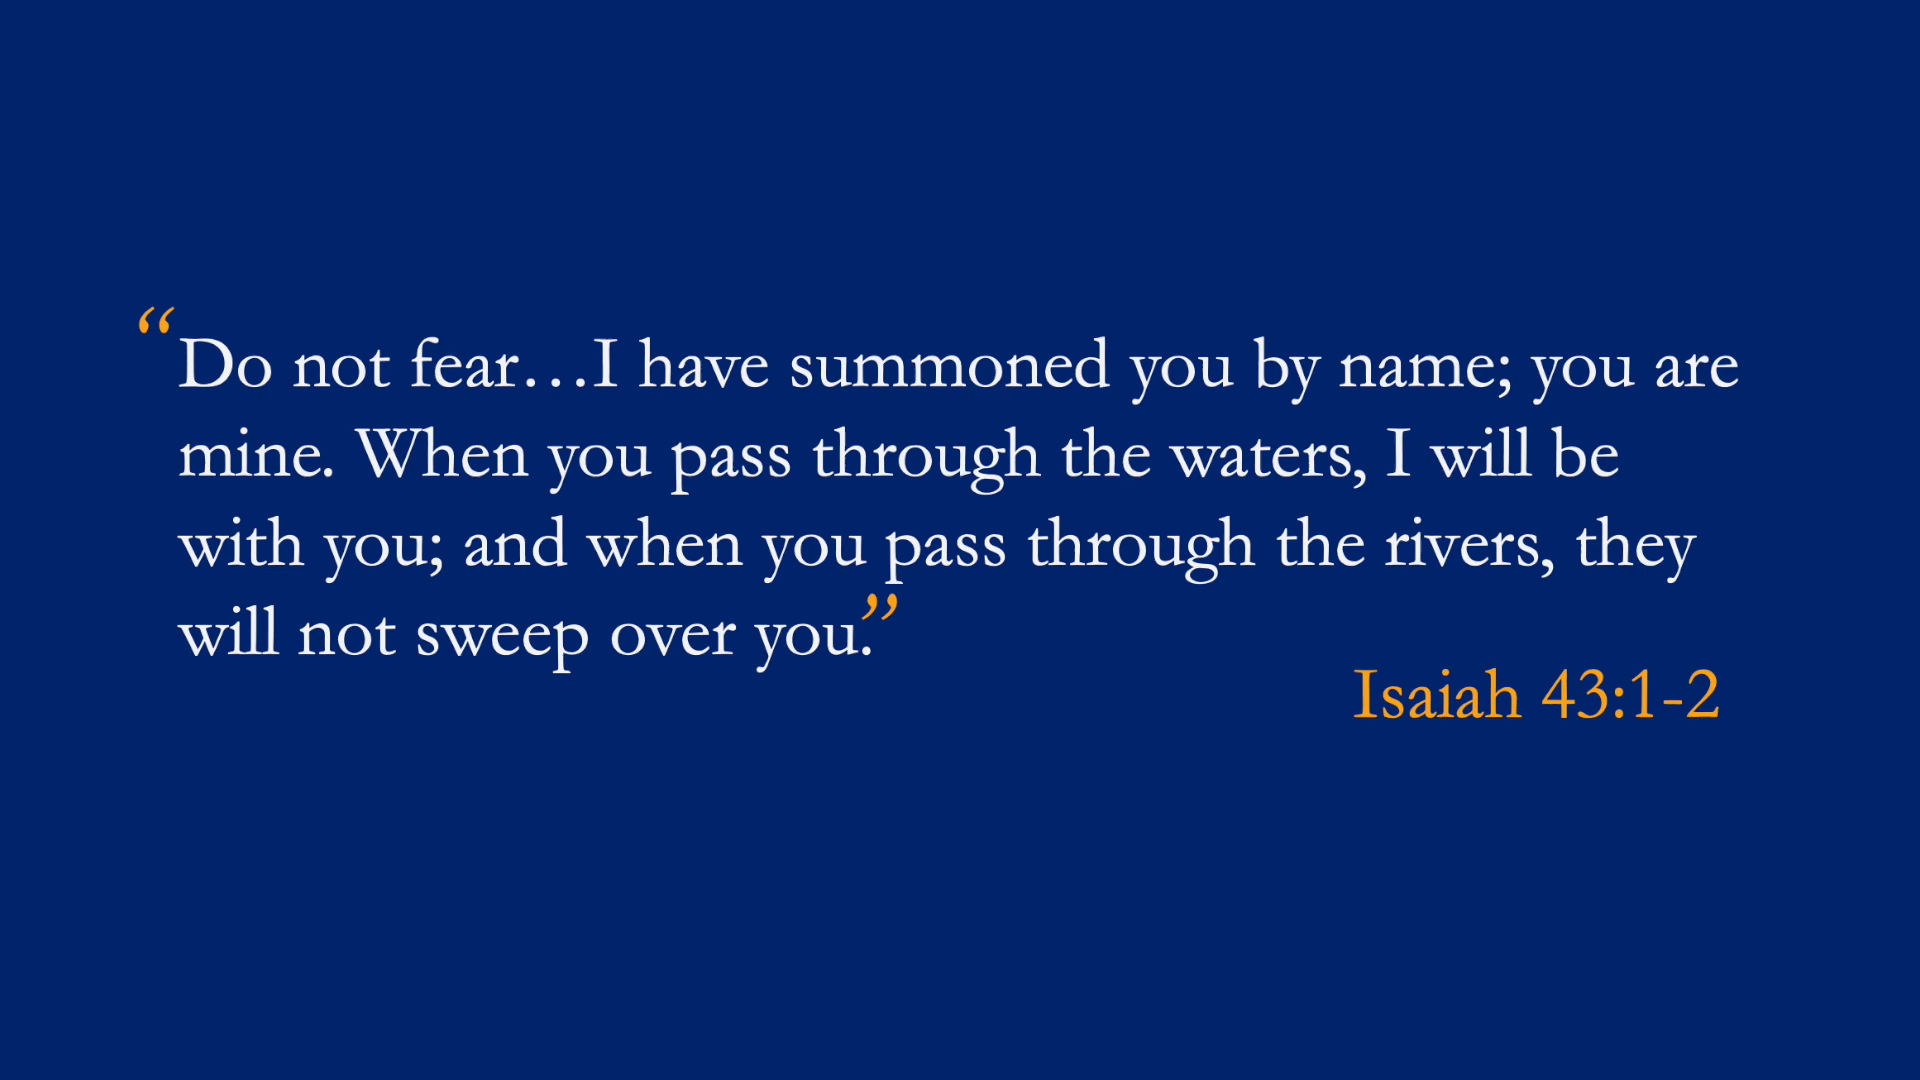 “Do not fear…I have summoned you by name; you are
mine. When you pass through the waters, I will be
with you; and when you pass through the rivers, they
will not sweep over you.”
Isaiah 43:1-2